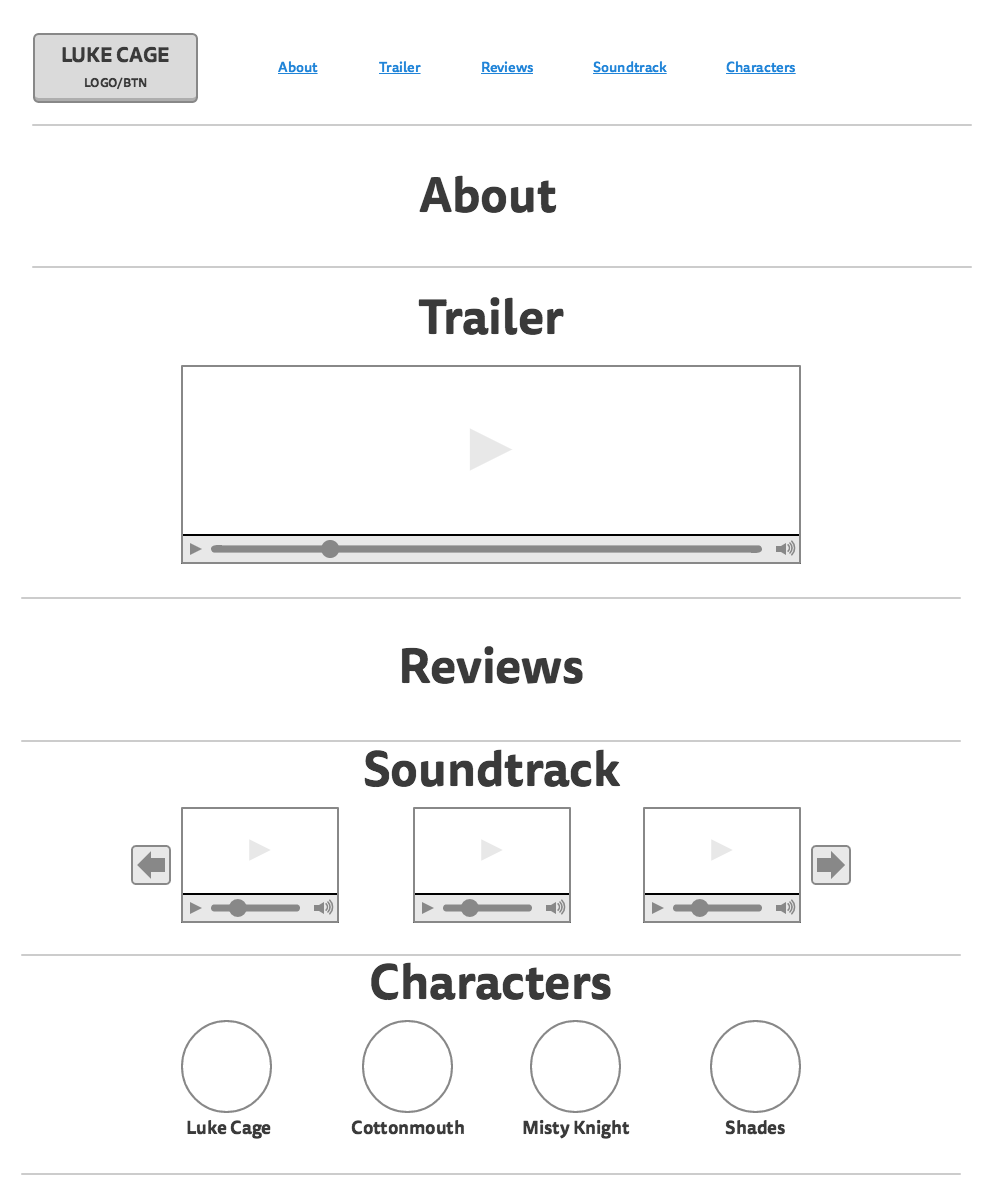 LUKE CAGE
LOGO/BTN
About Trailer Reviews Soundtrack Characters
About
Trailer
Reviews
Soundtrack
Characters
Luke Cage Cottonmouth Misty Knight Shades